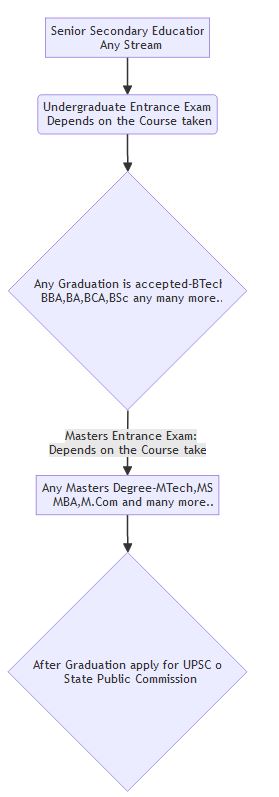 Senior Secondary Education
Any Stream
Undergraduate Entrance Exam
Depends on the Course taken
Any Graduation is accepted-BTech
BBA,BA,BCA,BSc any many more..
Masters Entrance Exam:
Depends on the Course take
Any Masters Degree-MTech,MS
MBA,M.Com and many more..
After Graduation apply for UPSC o
State Public Commission